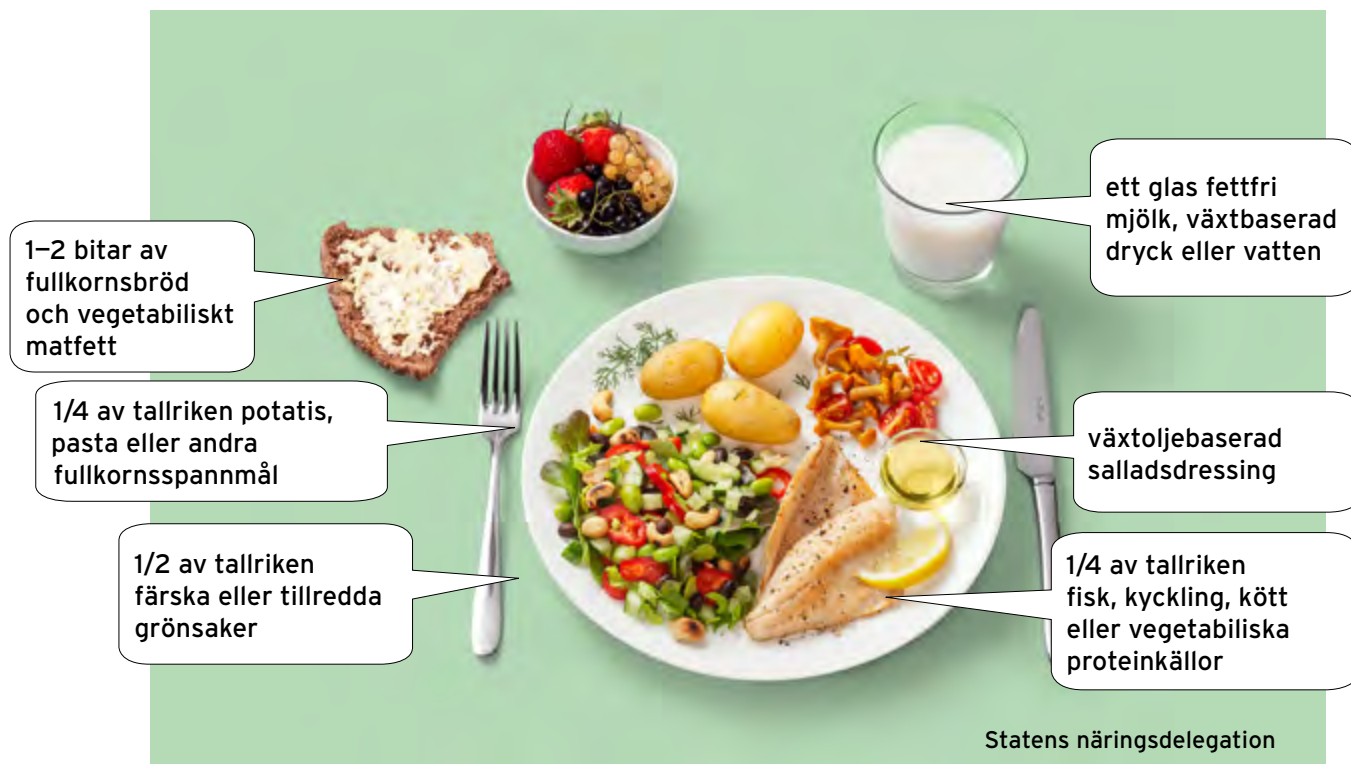 1–2 bitar av
fullkornsbröd
och vegetabiliskt
matfett
1/4 av tallriken potatis,
pasta eller andra
fullkornsspannmål
1/2 av tallriken
färska eller tillredda
grönsaker
ett glas fettfri
mjölk, växtbaserad
dryck eller vatten
växtoljebaserad
salladsdressing
1/4 av tallriken
fisk, kyckling, kött
eller vegetabiliska
proteinkällor
Statens näringsdelegation